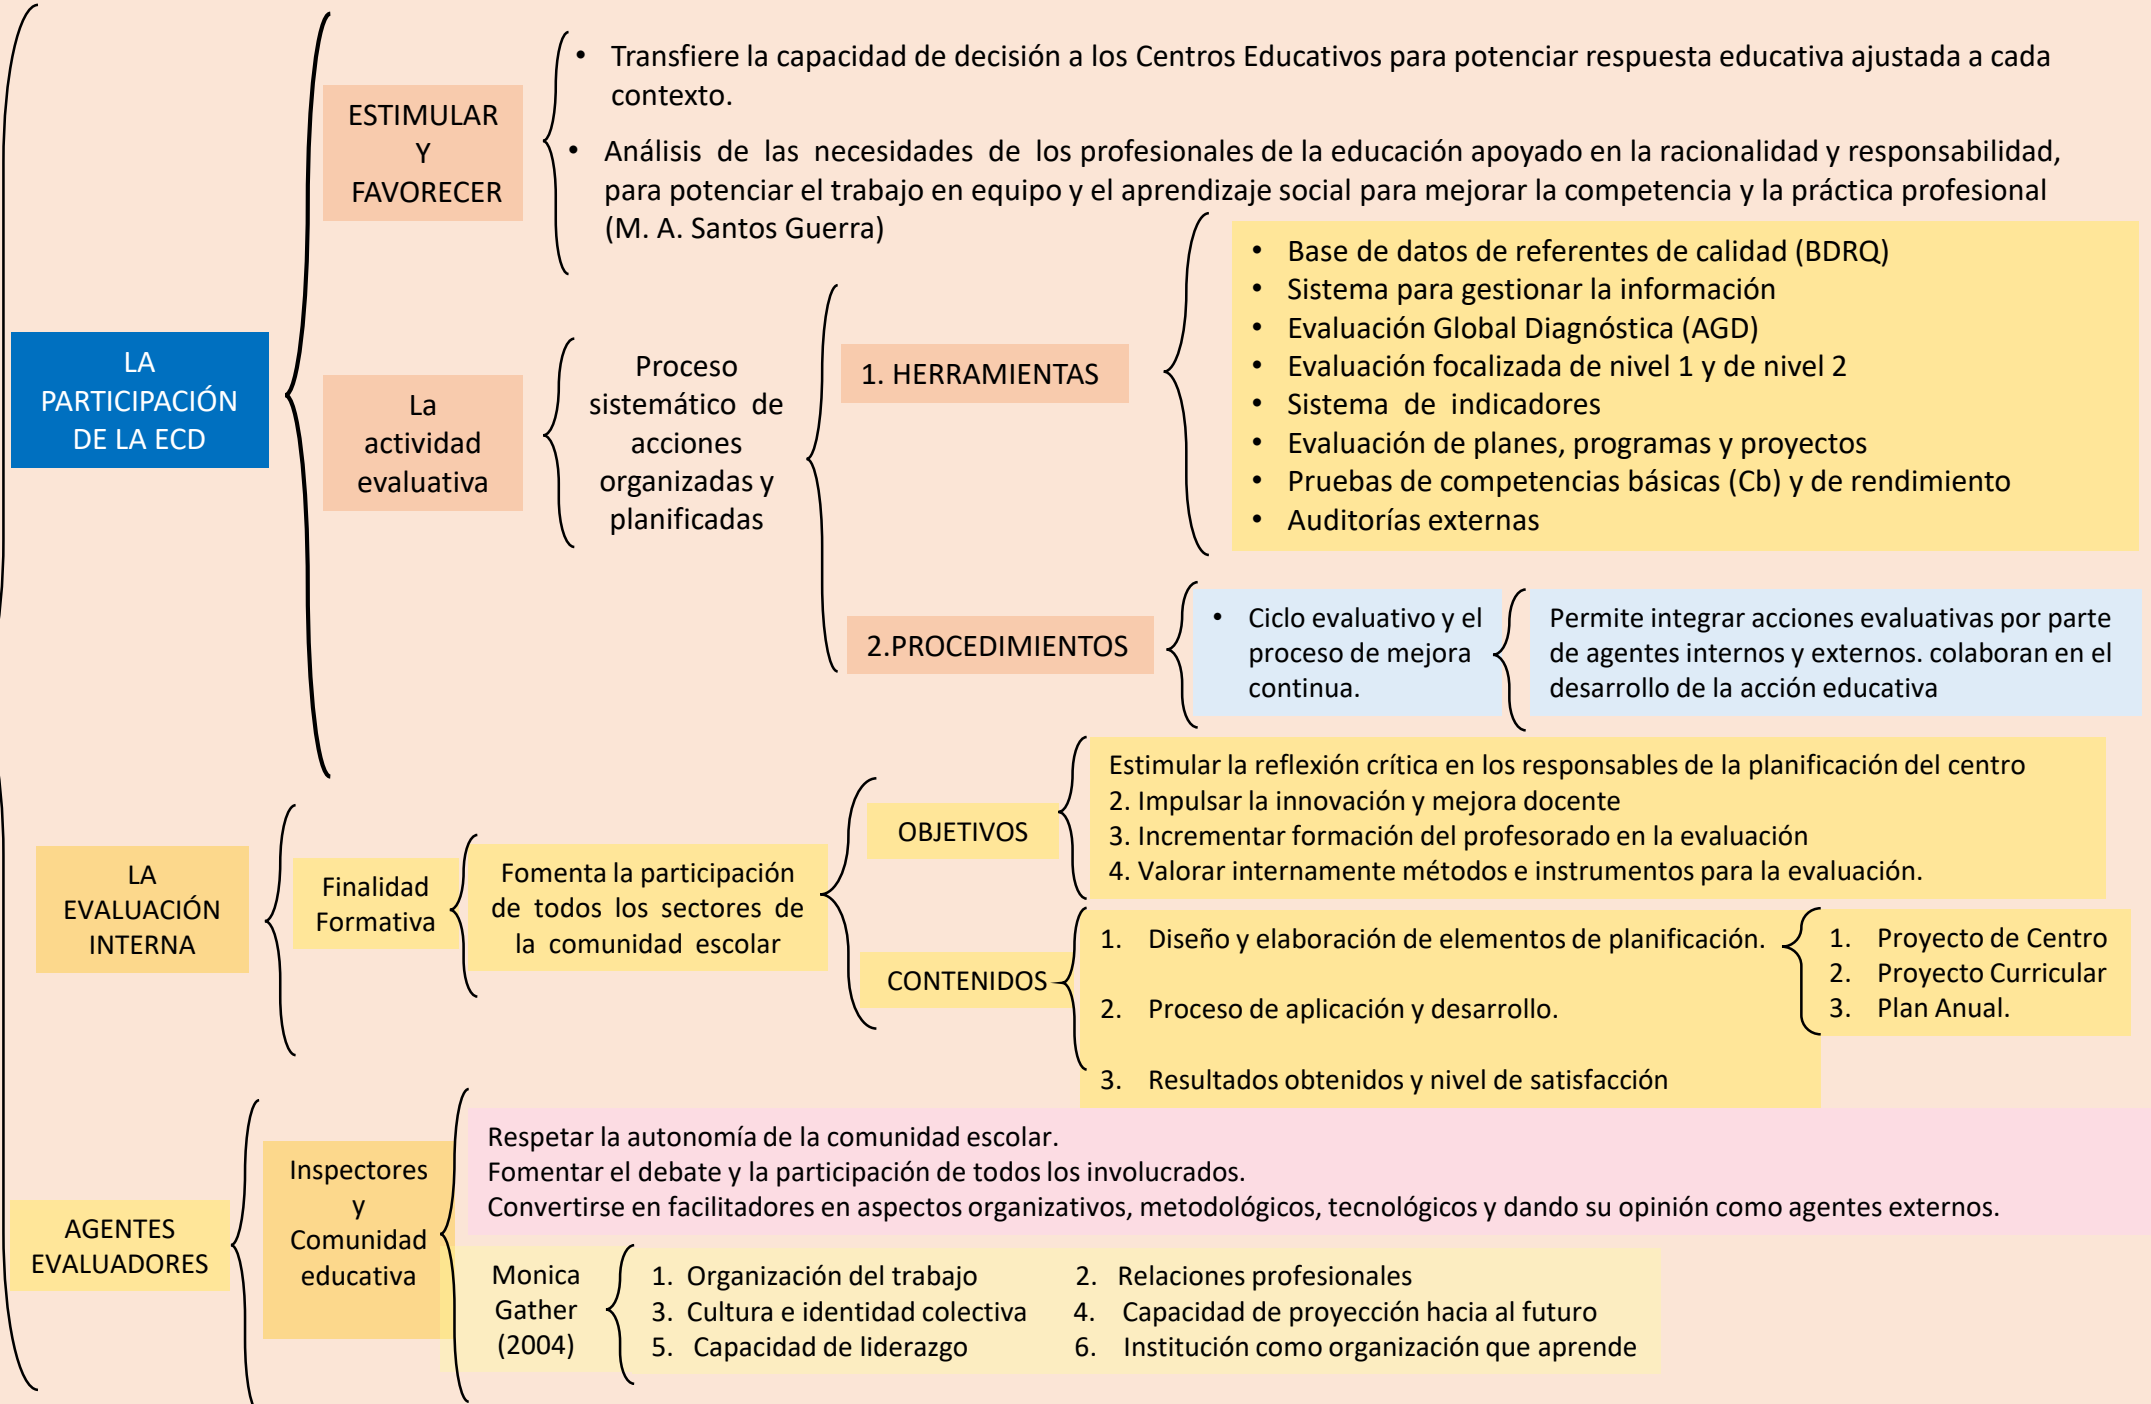 LA
PARTICIPACIÓN
DE LA ECD
ESTIMULAR
Y
FAVORECER
• Transfiere la capacidad de decisión a los Centros Educativos para potenciar respuesta educativa ajustada a cada
contexto.
• Análisis de las necesidades de los profesionales de la educación apoyado en la racionalidad y responsabilidad,
para potenciar el trabajo en equipo y el aprendizaje social para mejorar la competencia y la práctica profesional
(M. A. Santos Guerra)
La
actividad
evaluativa
Proceso
sistemático de
acciones
organizadas y
planificadas
1. HERRAMIENTAS
• Base de datos de referentes de calidad (BDRQ)
• Sistema para gestionar la información
• Evaluación Global Diagnóstica (AGD)
• Evaluación focalizada de nivel 1 y de nivel 2
• Sistema de indicadores
• Evaluación de planes, programas y proyectos
• Pruebas de competencias básicas (Cb) y de rendimiento
• Auditorías externas
2.PROCEDIMIENTOS
• Ciclo evaluativo y el
proceso de mejora
continua.
Permite integrar acciones evaluativas por parte
de agentes internos y externos. colaboran en el
desarrollo de la acción educativa
LA
EVALUACIÓN
INTERNA
Finalidad
Formativa
Fomenta la participación
de todos los sectores de
la comunidad escolar
OBJETIVOS
Estimular la reflexión crítica en los responsables de la planificación del centro
2. Impulsar la innovación y mejora docente
3. Incrementar formación del profesorado en la evaluación
4. Valorar internamente métodos e instrumentos para la evaluación.
CONTENIDOS
1. Diseño y elaboración de elementos de planificación.
2. Proceso de aplicación y desarrollo.
3. Resultados obtenidos y nivel de satisfacción
1. Proyecto de Centro
2. Proyecto Curricular
3. Plan Anual.
AGENTES
EVALUADORES
Inspectores
y
Comunidad
educativa
Respetar la autonomía de la comunidad escolar.
Fomentar el debate y la participación de todos los involucrados.
Convertirse en facilitadores en aspectos organizativos, metodológicos, tecnológicos y dando su opinión como agentes externos.
Monica
Gather
(2004)
1. Organización del trabajo 2. Relaciones profesionales
3. Cultura e identidad colectiva 4. Capacidad de proyección hacia al futuro
5. Capacidad de liderazgo 6. Institución como organización que aprende